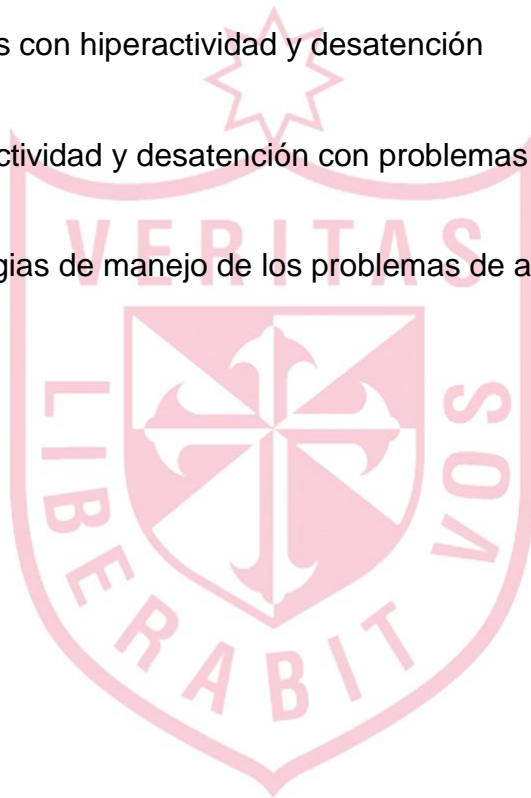 s con hiperactividad y desatención
ctividad y desatención con problemas
gias de manejo de los problemas de a
VERITAS
LIBERABIT VOS